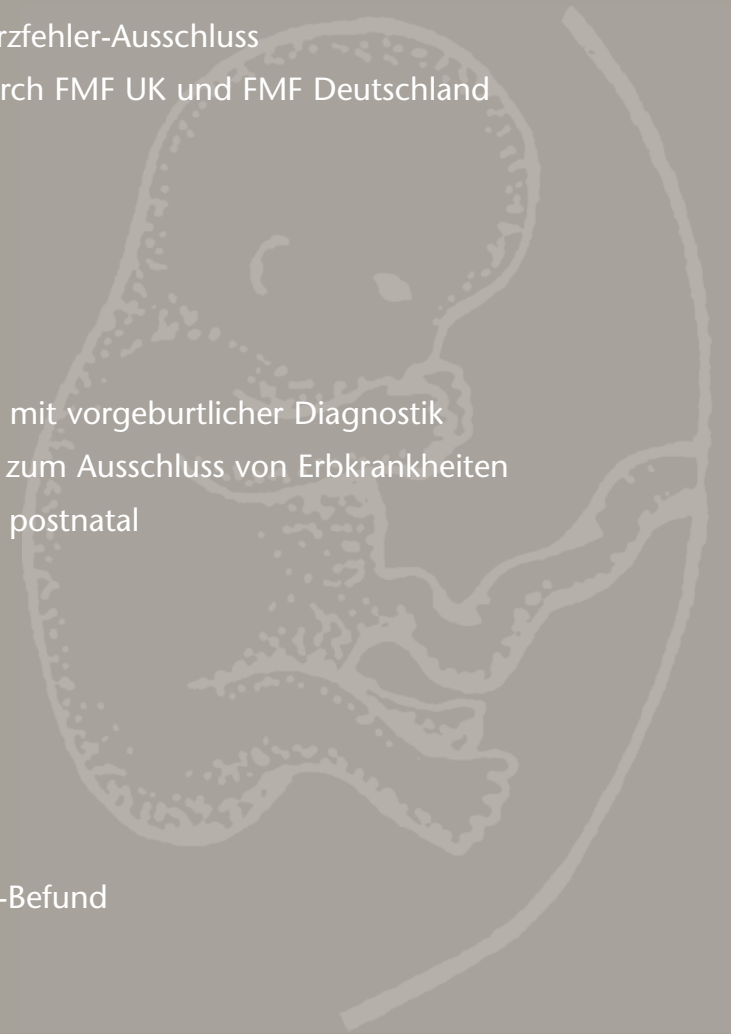 rzfehler-Ausschluss
rch FMF UK und FMF Deutschland
mit vorgeburtlicher Diagnostik
zum Ausschluss von Erbkrankheiten
postnatal
-Befund